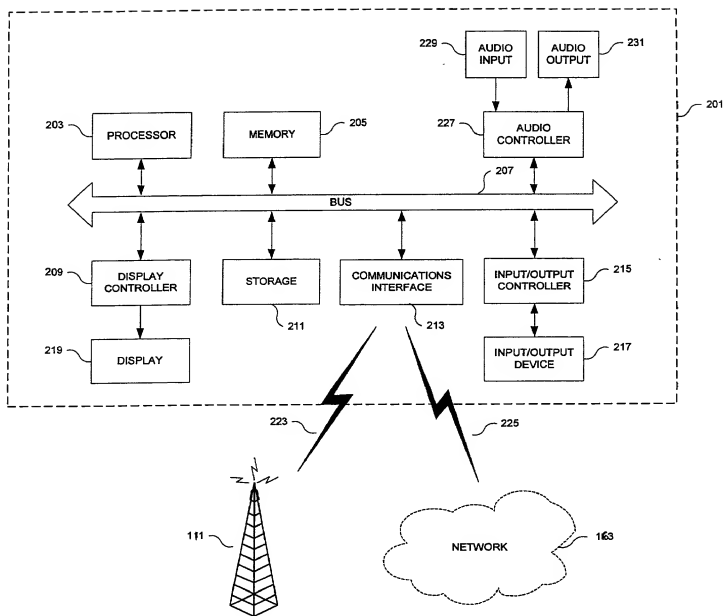 229
AUDIO
INPUT
AUDIO
OUTPUT
231
201
203
PROCESSOR
MEMORY
205
227
AUDIO
CONTROLLER
207
BUS
209
DISPLAY
CONTROLLER
STORAGE
211
COMMUNICATIONS
INTERFACE
213
INPUT/OUTPUT
CONTROLLER
215
219
DISPLAY
INPUT/OUTPUT
DEVICE
217
223
225
111
NETWORK